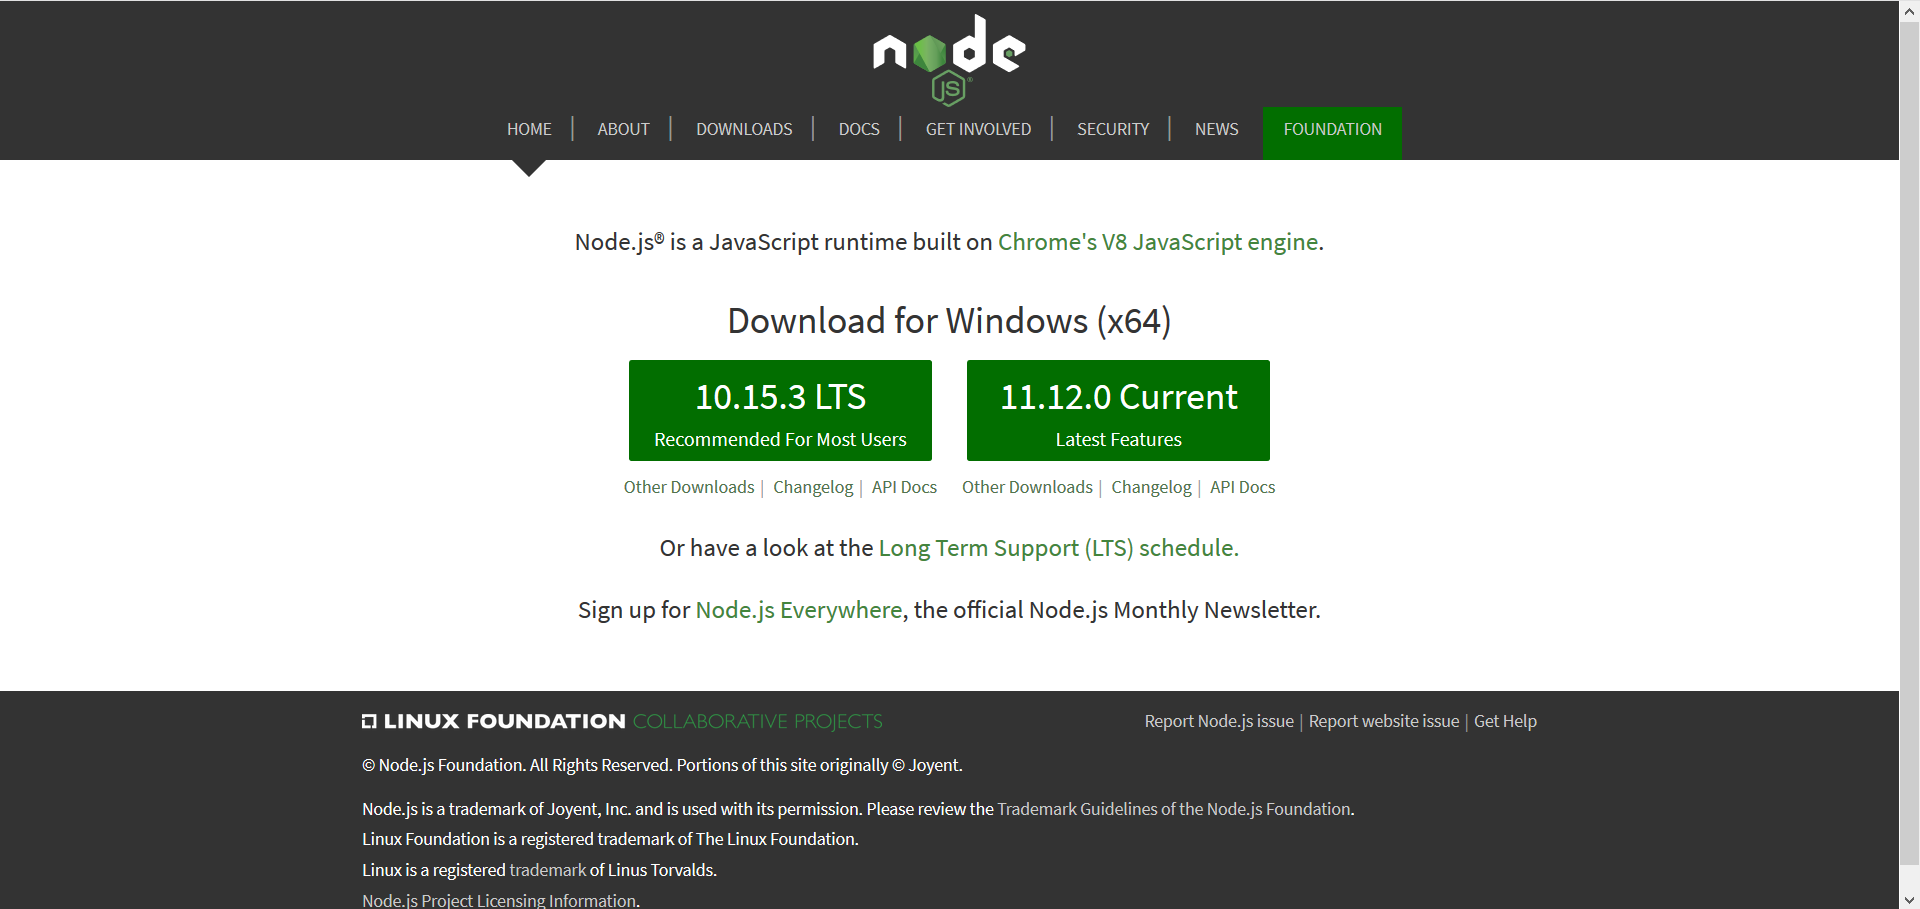 node
JS®
HOME | ABOUT | DOWNLOADS | DOCS | GET INVOLVED | SECURITY | NEWS FOUNDATION
Node.js® is a JavaScript runtime built on Chrome's V8 JavaScript engine.
Download for Windows (x64)
10.15.3 LTS
Recommended For Most Users
Other Downloads | Changelog | API Docs
11.12.0 Current
Latest Features
Other Downloads | Changelog | API Docs
Or have a look at the Long Term Support (LTS) schedule.
Sign up for Node.js Everywhere, the official Node.js Monthly Newsletter.
LINUX FOUNDATION COLLABORATIVE PROJECTS
Report Node.js issue | Report website issue | Get Help
© Node.js Foundation. All Rights Reserved. Portions of this site originally © Joyent.
Node.js is a trademark of Joyent, Inc. and is used with its permission. Please review the Trademark Guidelines of the Node.js Foundation.
Linux Foundation is a registered trademark of The Linux Foundation.
Linux is a registered trademark of Linus Torvalds.
Node.js Project Licensing Information.